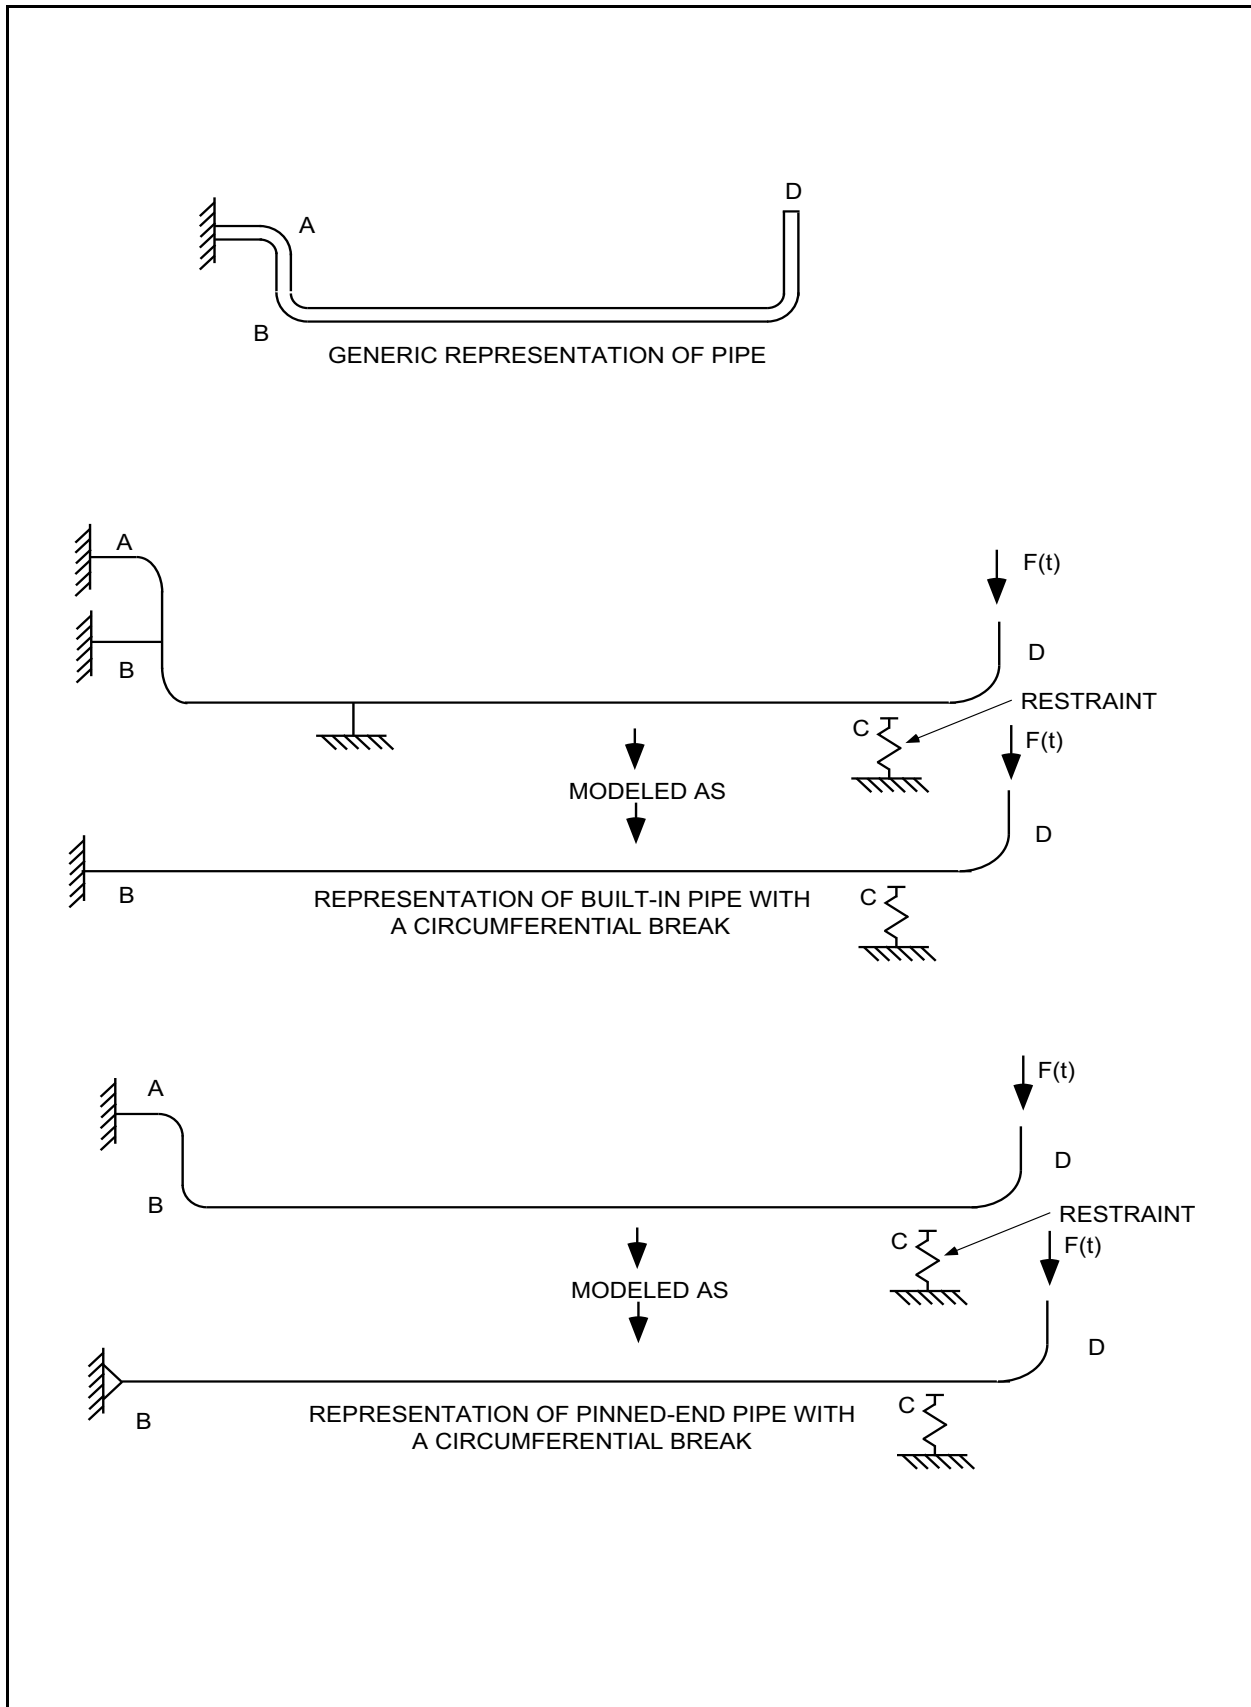 D
A
B
GENERIC REPRESENTATION OF PIPE
A
F(t)
B
D
RESTRAINT
C
F(t)
MODELED AS
D
B
C
REPRESENTATION OF BUILT-IN PIPE WITH
A CIRCUMFERENTIAL BREAK
F(t)
A
D
B
RESTRAINT
C
F(t)
MODELED AS
D
C
B
REPRESENTATION OF PINNED-END PIPE WITH
A CIRCUMFERENTIAL BREAK